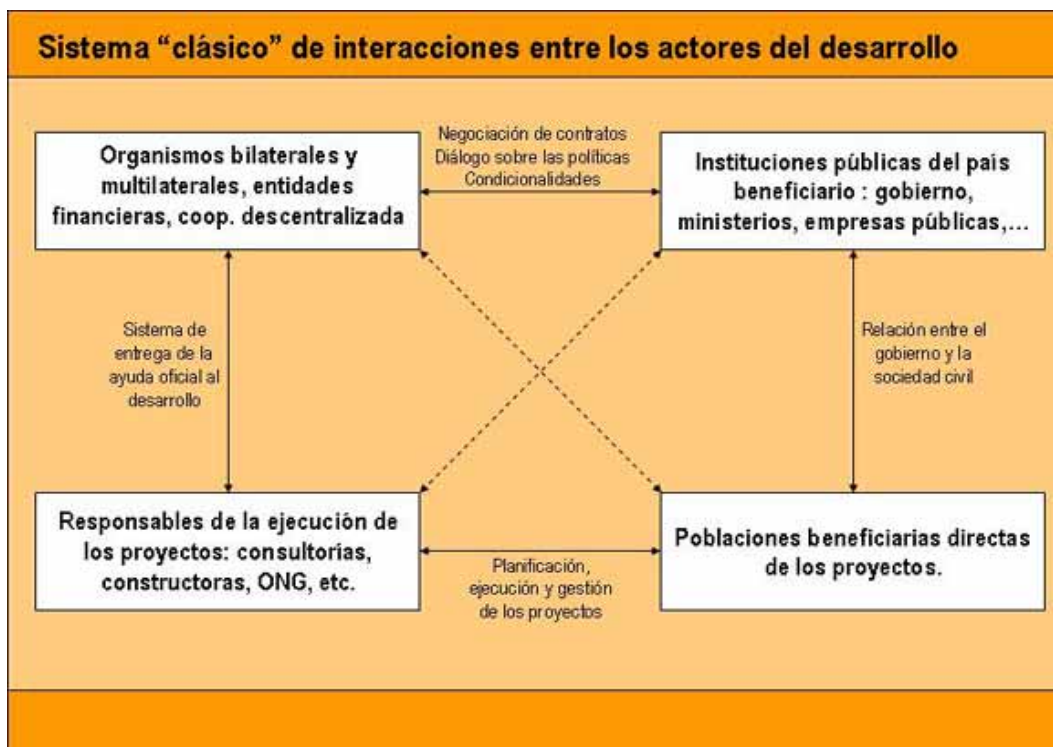 Sistema “clásico” de interacciones entre los actores del desarrollo
Organismos bilaterales y
multilaterales, entidades
financieras, coop. descentralizada
Negociación de contratos
Diálogo sobre las políticas
Condicionalidades
Instituciones públicas del país
beneficiario : gobierno,
ministerios, empresas públicas,...
Sistema de
entrega de la
ayuda oficial al
desarrollo
Relación entre el
gobierno y la
sociedad civil
Responsables de la ejecución de
los proyectos: consultorías,
constructoras, ONG, etc.
Planificación,
ejecución y gestión
de los proyectos
Poblaciones beneficiarias directas
de los proyectos.